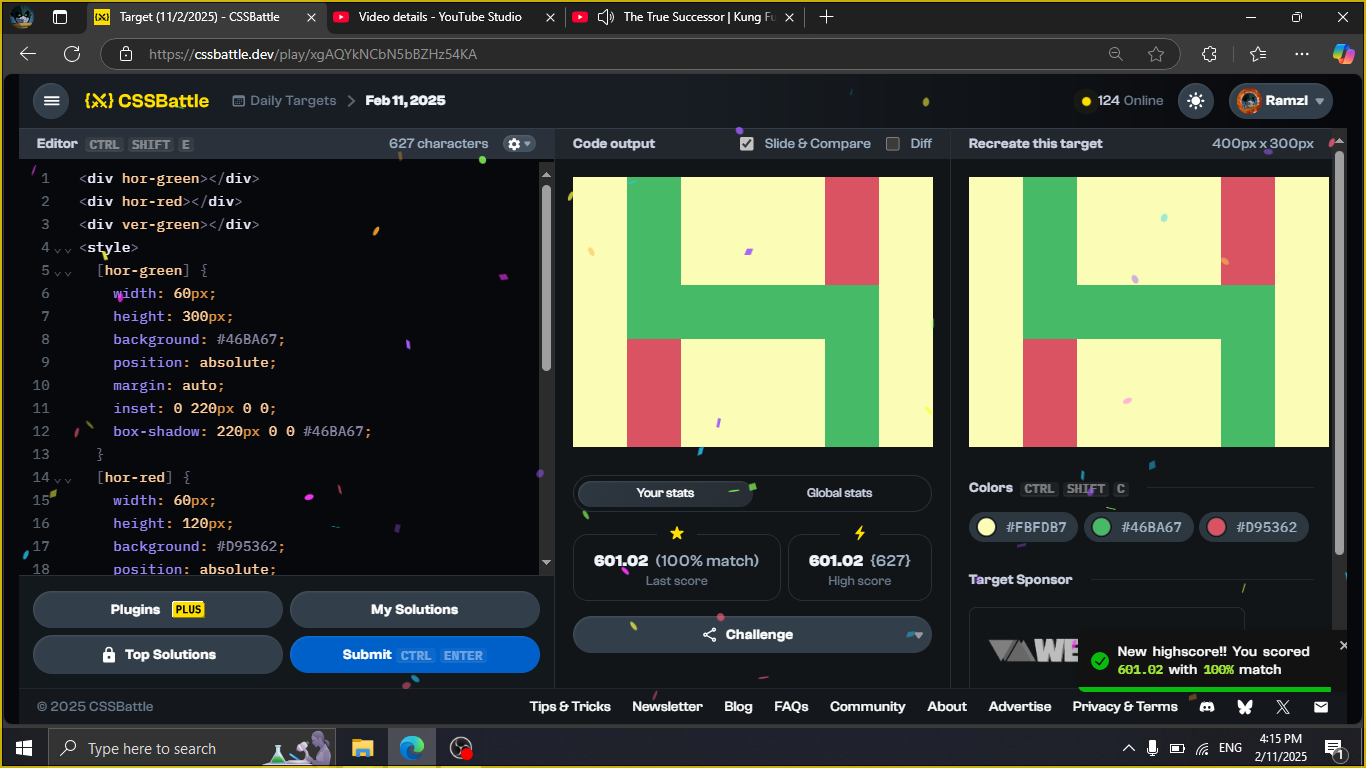 Target (11/2/2025) - CSSBattle
Video details - YouTube Studio
The True Successor | Kung Fu
https://cssbattle.dev/play/xgAQYkNCbN5bBZHz54KA
{X} CSSBattle
Daily Targets
Feb 11, 2025
124 Online
Ramzl
Editor CTRL SHIFT E
627 characters
Code output
Slide & Compare
Diff
Recreate this target
400px x 300px
1 <div hor-green></div>
2 <div hor-red></div>
3 <div ver-green></div>
4 <style>
5 [hor-green] {
6 width: 60px;
7 height: 300px;
8 background: #46BA67;
9 position: absolute;
10 margin: auto;
11 inset: 0 220px 0 0;
12 box-shadow: 220px 0 0 #46BA67;
13 }
14 [hor-red] {
15 width: 60px;
16 height: 120px;
17 background: #D95362;
18 position: absolute;
Plugins PLUS
My Solutions
Top Solutions
Submit CTRL ENTER
Your stats
Global stats
601.02 (100% match)
Last score
601.02 {627}
High score
Challenge
Colors CTRL SHIFT C
#FBFDB7
#46BA67
#D95362
Target Sponsor
WE
New highscore!! You scored
601.02 with 100% match
© 2025 CSSBattle
Tips & Tricks
Newsletter
Blog
FAQs
Community
About
Advertise
Privacy & Terms
Type here to search
ENG
4:15 PM
2/11/2025
1